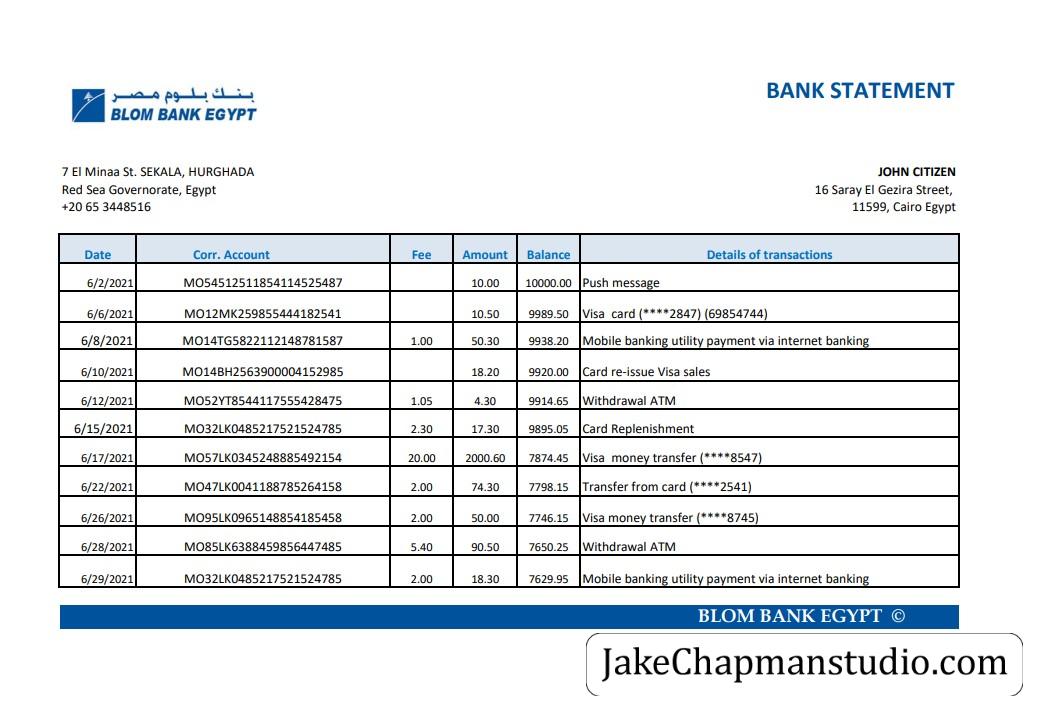 بنك بلوم مصر
BLOM BANK EGYPT
BANK STATEMENT
7 El Minaa St. SEKALA, HURGHADA
Red Sea Governorate, Egypt
+20 65 3448516
JOHN CITIZEN
16 Saray El Gezira Street,
11599, Cairo Egypt
Date Corr. Account Fee Amount Balance Details of transactions
6/2/2021 MO54512511854114525487 10.00 10000.00 Push message
6/6/2021 MO12MK259855444182541 10.50 9989.50 Visa card (****2847) (69854744)
6/8/2021 MO14TG5822112148781587 1.00 50.30 9938.20 Mobile banking utility payment via internet banking
6/10/2021 MO14BH2563900004152985 18.20 9920.00 Card re-issue Visa sales
6/12/2021 MO52YT8544117555428475 1.05 4.30 9914.65 Withdrawal ATM
6/15/2021 MO32LK0485217521524785 2.30 17.30 9895.05 Card Replenishment
6/17/2021 MO57LK0345248885492154 20.00 2000.60 7874.45 Visa money transfer (****8547)
6/22/2021 MO47LK0041188785264158 2.00 74.30 7798.15 Transfer from card (****2541)
6/26/2021 MO95LK0965148854185458 2.00 50.00 7746.15 Visa money transfer (****8745)
6/28/2021 MO85LK6388459856447485 5.40 90.50 7650.25 Withdrawal ATM
6/29/2021 MO32LK0485217521524785 2.00 18.30 7629.95 Mobile banking utility payment via internet banking
BLOM BANK EGYPT ©
JakeChapmanstudio.com